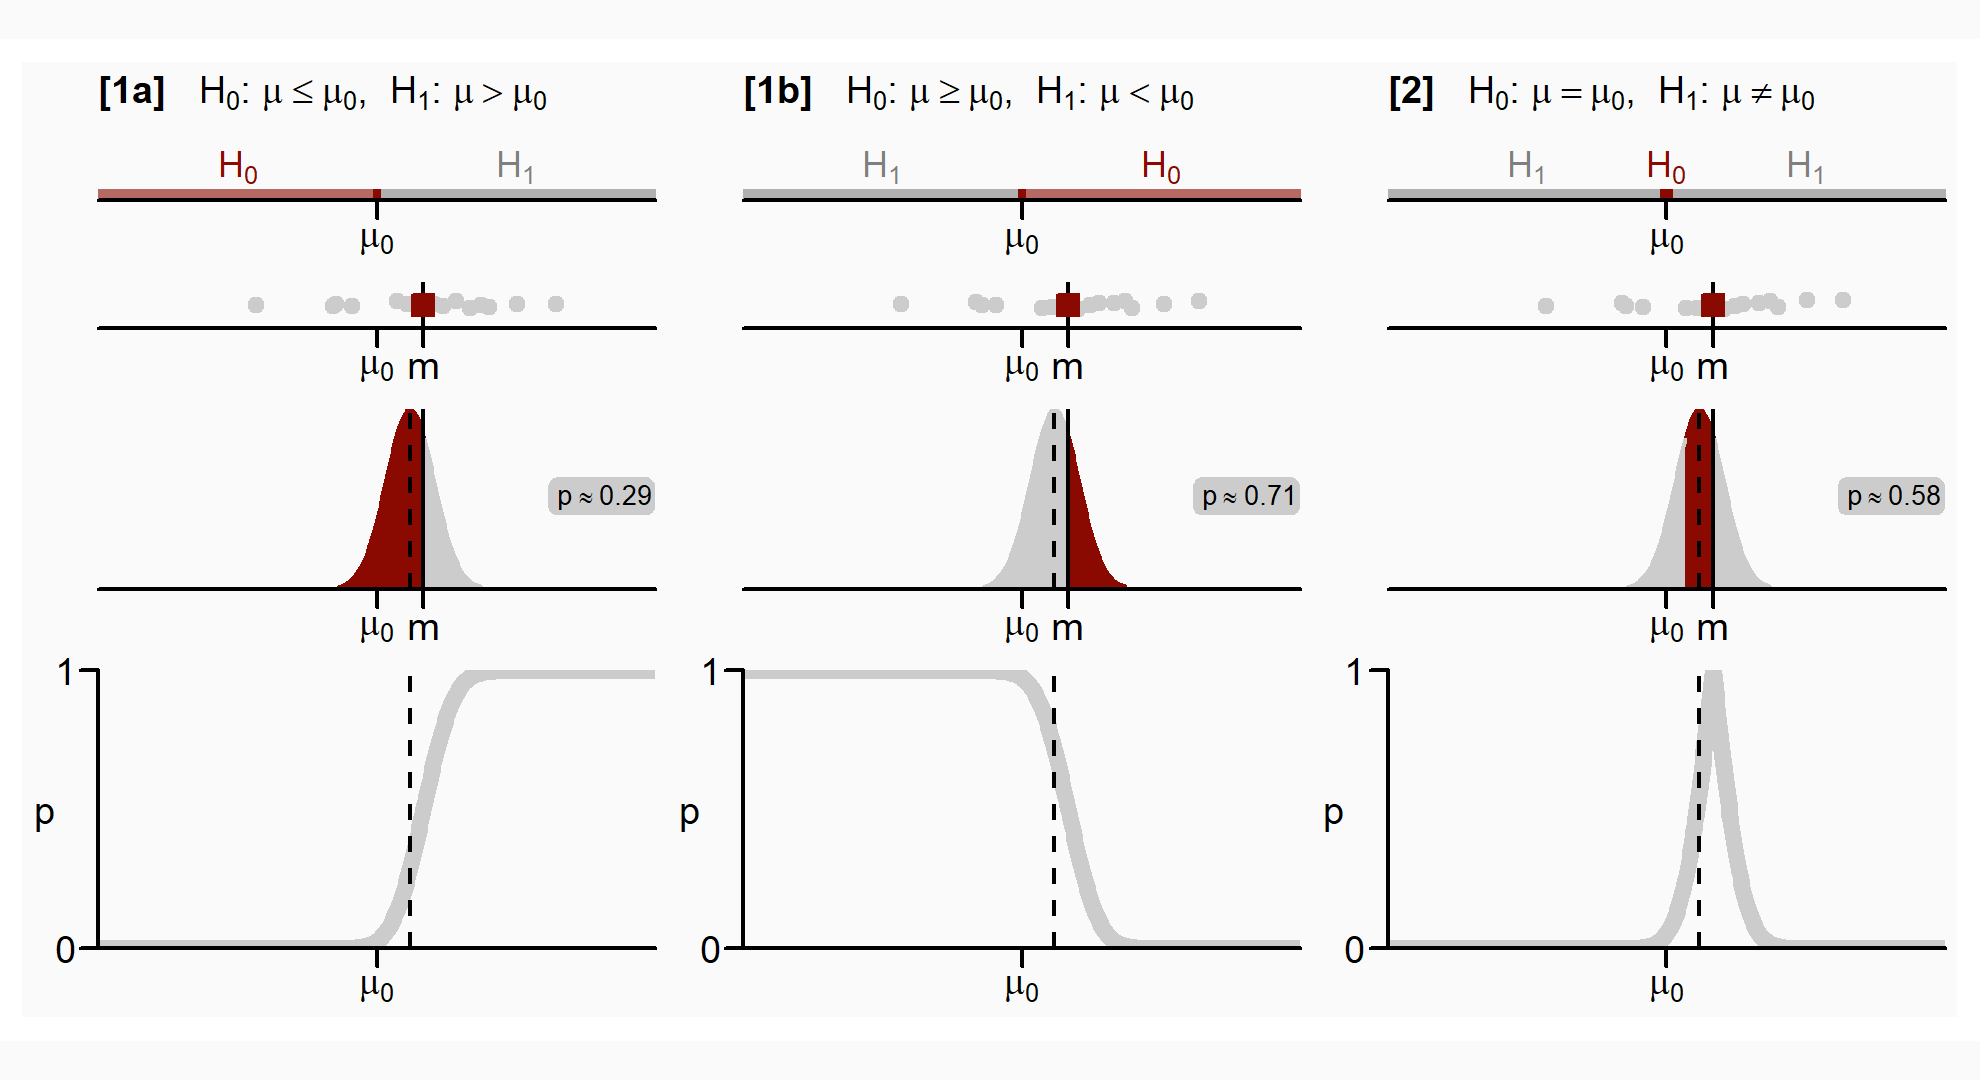 [1a] H₀: μ ≤ μ₀, H₁: μ > μ₀
H₀ H₁
μ₀
μ₀ m
p ≈ 0.29
μ₀ m
1
p
0
μ₀
[1b] H₀: μ ≥ μ₀, H₁: μ < μ₀
H₁ H₀
μ₀
μ₀ m
p ≈ 0.71
μ₀ m
1
p
0
μ₀
[2] H₀: μ = μ₀, H₁: μ ≠ μ₀
H₁ H₀ H₁
μ₀
μ₀ m
p ≈ 0.58
μ₀ m
1
p
0
μ₀